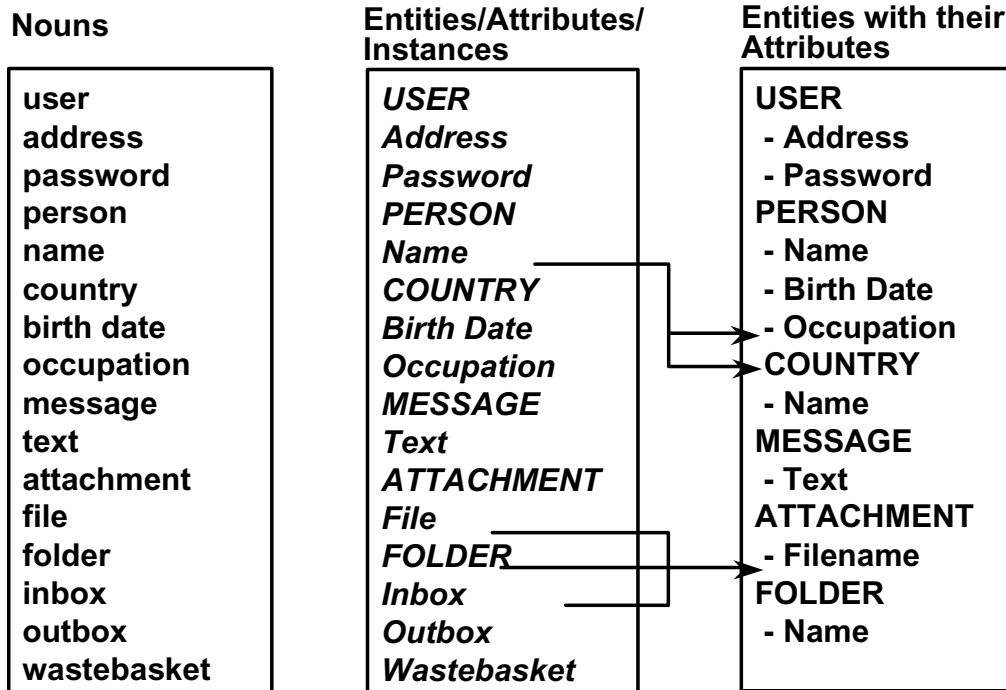 Nouns
user
address
password
person
name
country
birth date
occupation
message
text
attachment
file
folder
inbox
outbox
wastebasket
Entities/Attributes/
Instances
USER
Address
Password
PERSON
Name
COUNTRY
Birth Date
Occupation
MESSAGE
Text
ATTACHMENT
File
FOLDER
Inbox
Outbox
Wastebasket
Entities with their
Attributes
USER
- Address
- Password
PERSON
- Name
- Birth Date
- Occupation
COUNTRY
- Name
MESSAGE
- Text
ATTACHMENT
- Filename
FOLDER
- Name